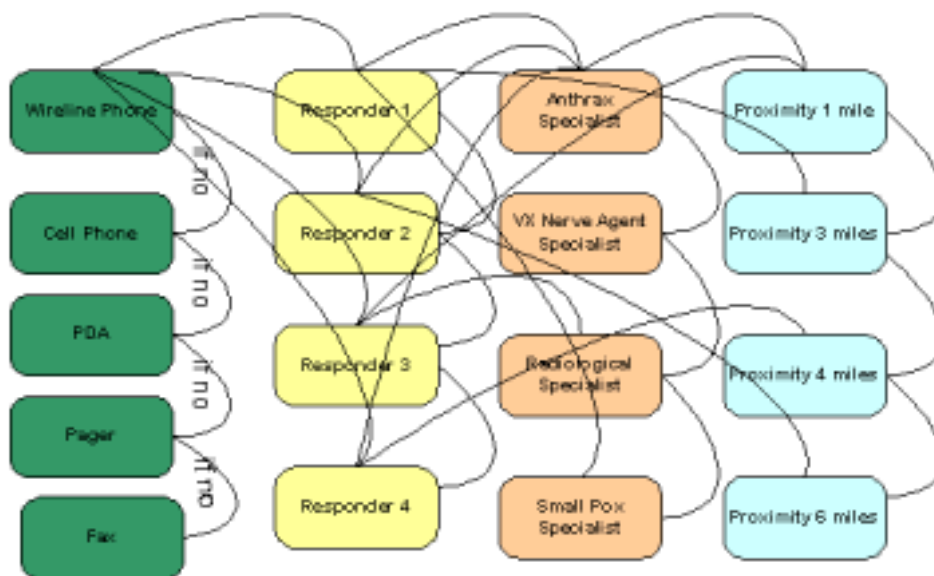 Wireline Phone
if no
Cell Phone
if no
PDA
if no
Pager
if no
Fax
Responder 1
Responder 2
Responder 3
Responder 4
Anthrax
Specialist
VX Nerve Agent
Specialist
Radiological
Specialist
Small Pox
Specialist
Proximity 1 mile
Proximity 3 miles
Proximity 4 miles
Proximity 6 miles